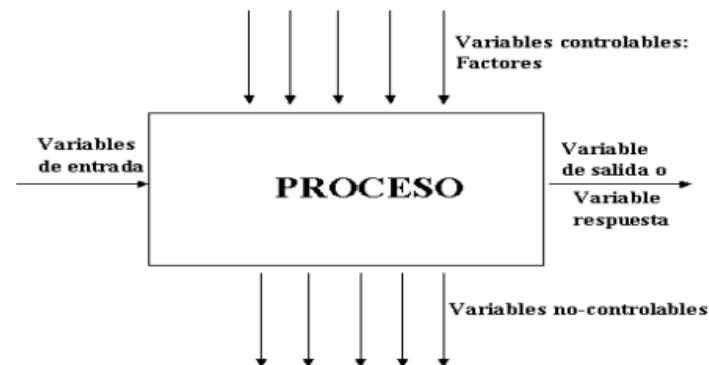 Variables controlables:
Factores
Variables
de entrada
PROCESO
Variable
de salida o
Variable
respuesta
Variables no-controlables